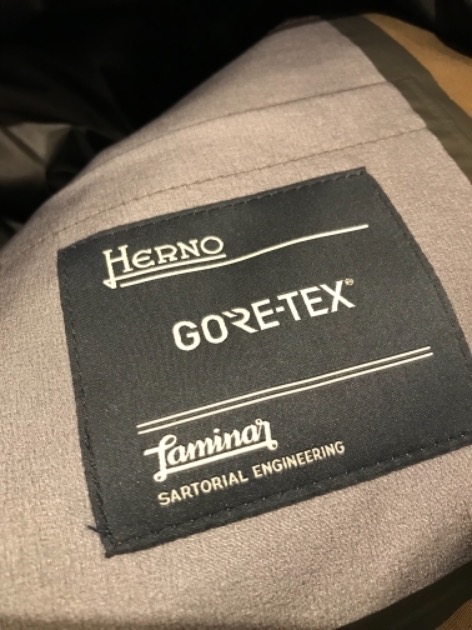 HERNO
GORE-TEX®
Laminar
SARTORIAL ENGINEERING